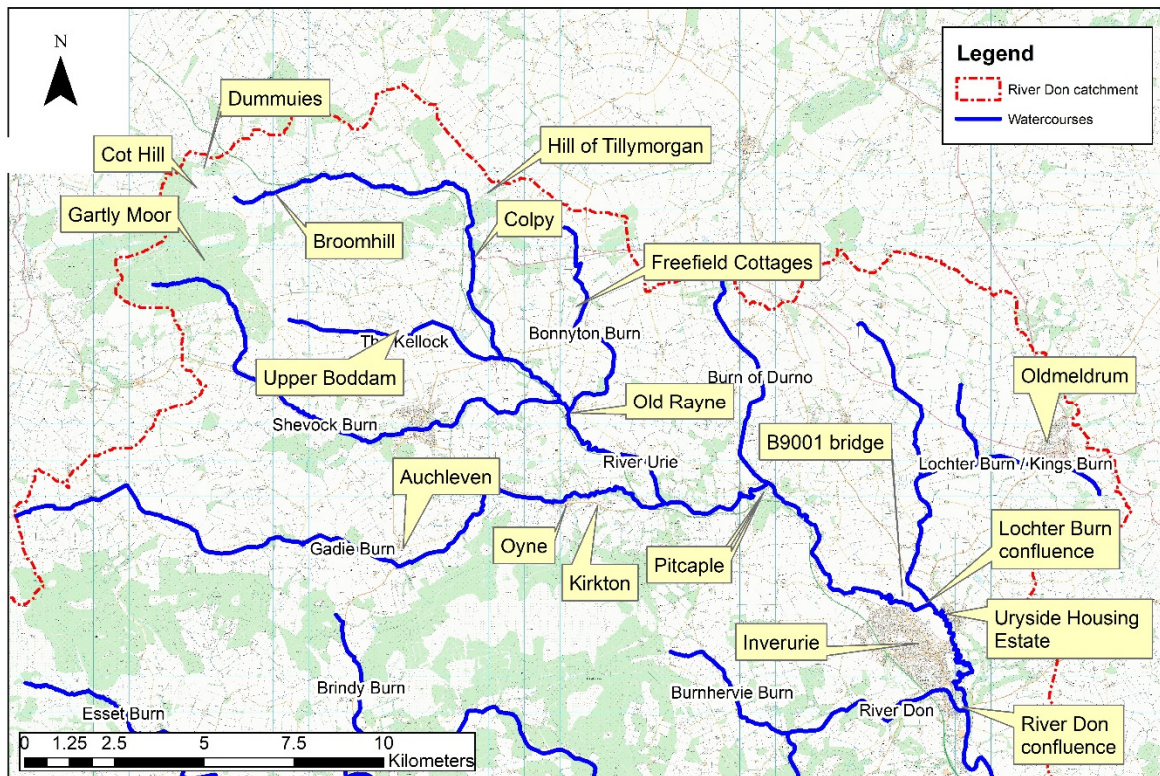 N
Legend
River Don catchment
Watercourses
Dummuies
Cot Hill
Hill of Tillymorgan
Gartly Moor
Broomhill
Colpy
Freefield Cottages
The Kellock
Bonnyton Burn
Upper Boddam
Burn of Durno
Oldmeldrum
Old Rayne
Shevock Burn
B9001 bridge
River Urie
Lochter Burn / Kings Burn
Auchleven
Oyne
Gadie Burn
Kirkton
Pitcaple
Lochter Burn
confluence
Uryside Housing
Estate
Inverurie
Brindy Burn
Burnhervie Burn
Esset Burn
River Don
River Don
confluence
0 1.25 2.5 5 7.5 10
Kilometers